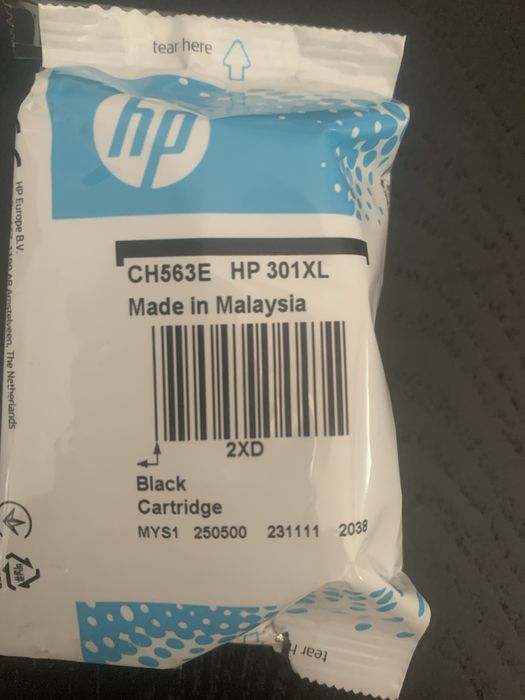 tear here
hp
HP Europe B.V.
Amstelveen, The Netherlands
CH563E HP 301XL
Made in Malaysia
2XD
Black
Cartridge
MYS1 250500 231111 2038
tear